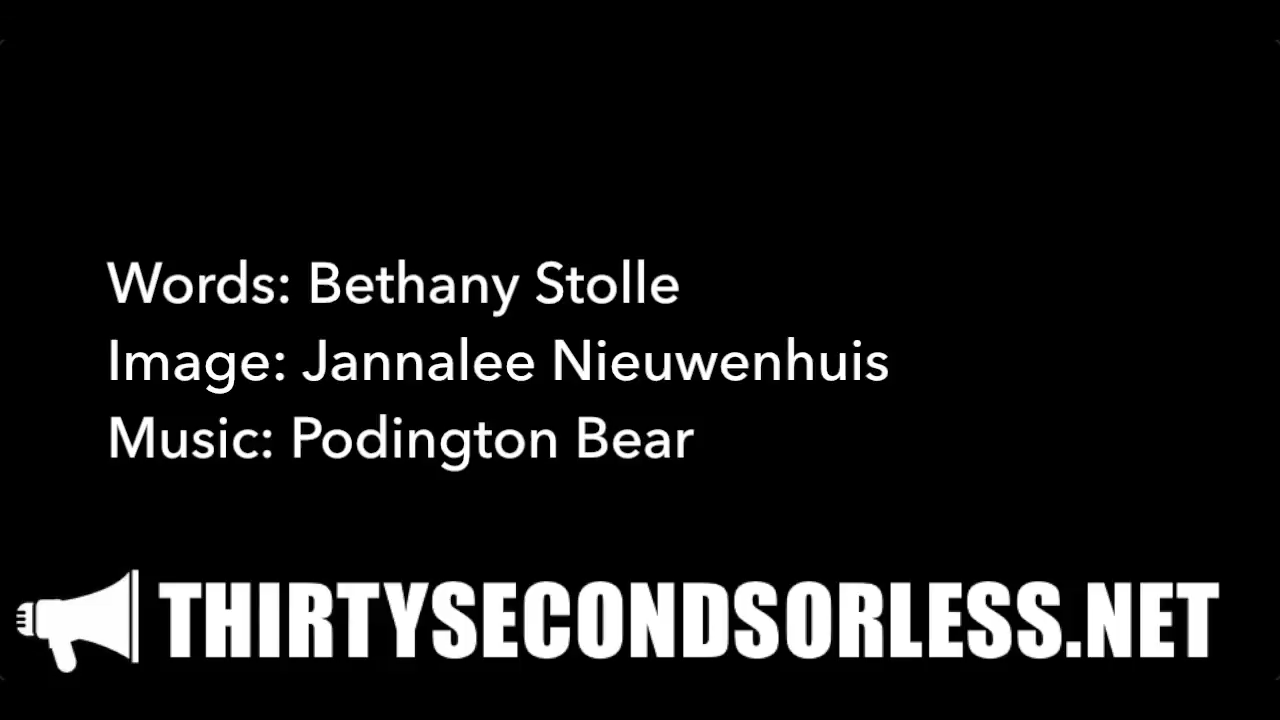 Words: Bethany Stolle
Image: Jannalee Nieuwenhuis
Music: Podington Bear
THIRTYSECONDSORLESS.NET